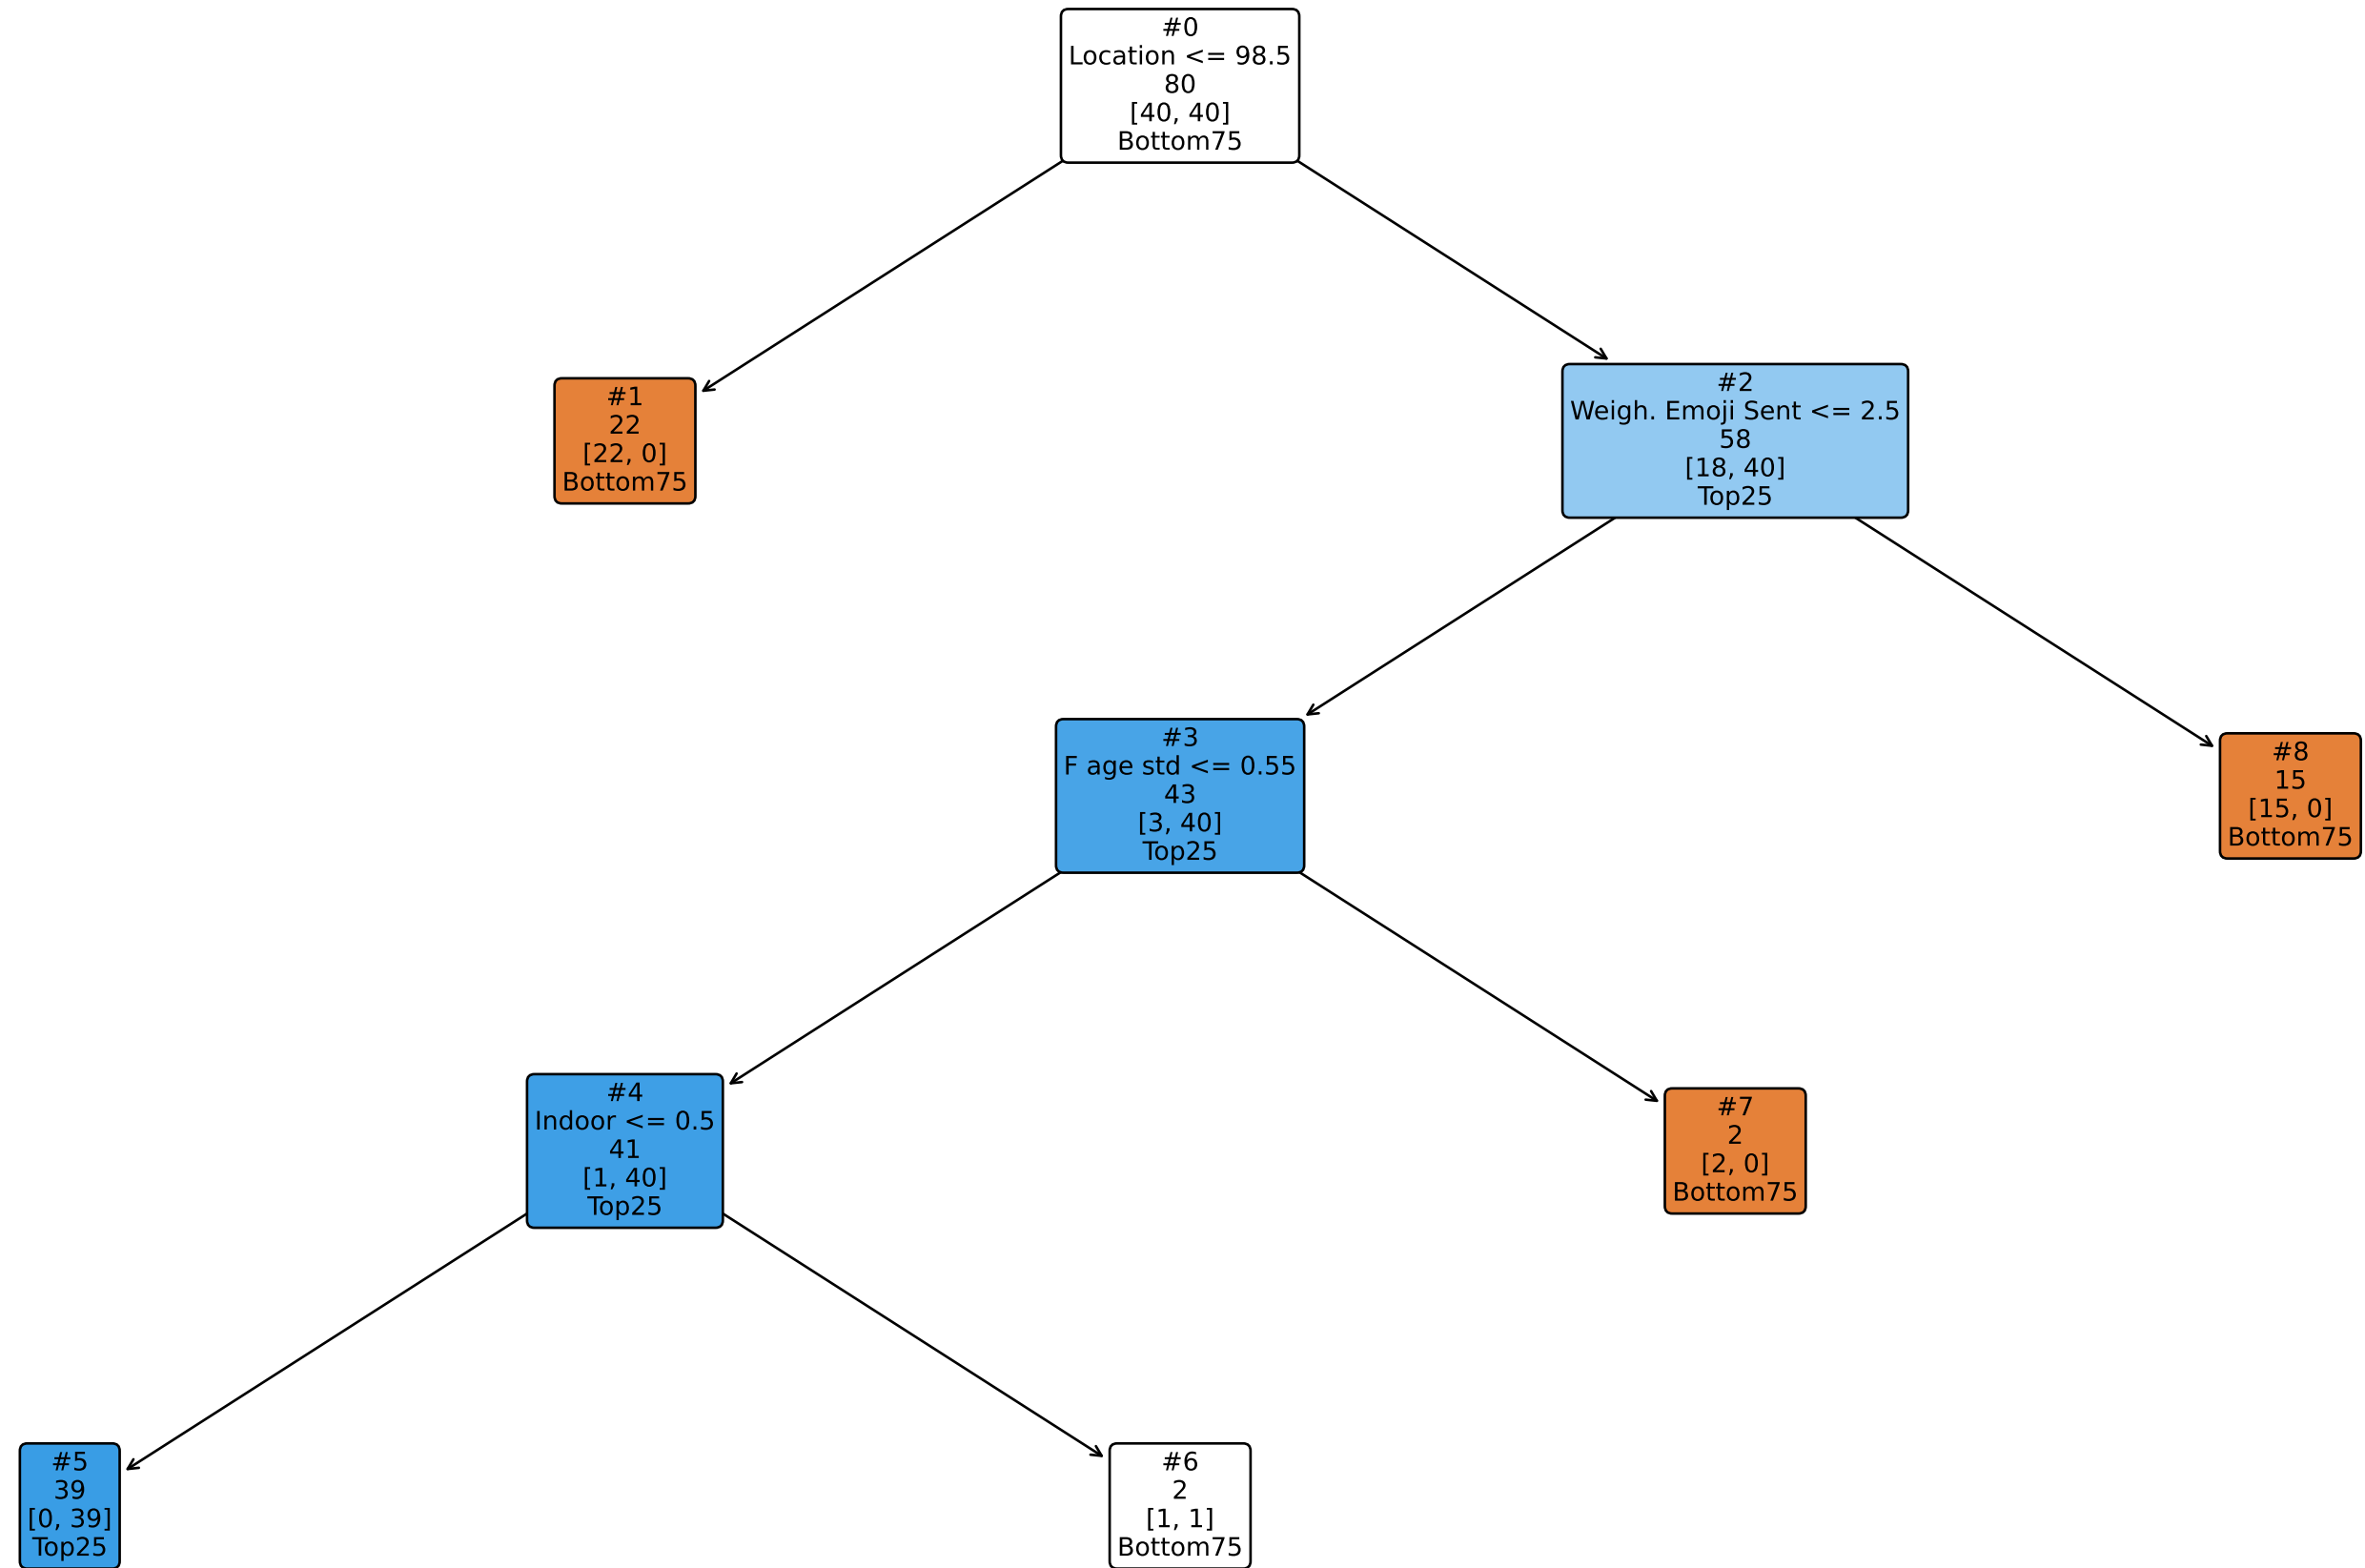 #0
Location <= 98.5
80
[40, 40]
Bottom75
#1
22
[22, 0]
Bottom75
#2
Weigh. Emoji Sent <= 2.5
58
[18, 40]
Top25
#3
F age std <= 0.55
43
[3, 40]
Top25
#8
15
[15, 0]
Bottom75
#4
Indoor <= 0.5
41
[1, 40]
Top25
#7
2
[2, 0]
Bottom75
#5
39
[0, 39]
Top25
#6
2
[1, 1]
Bottom75